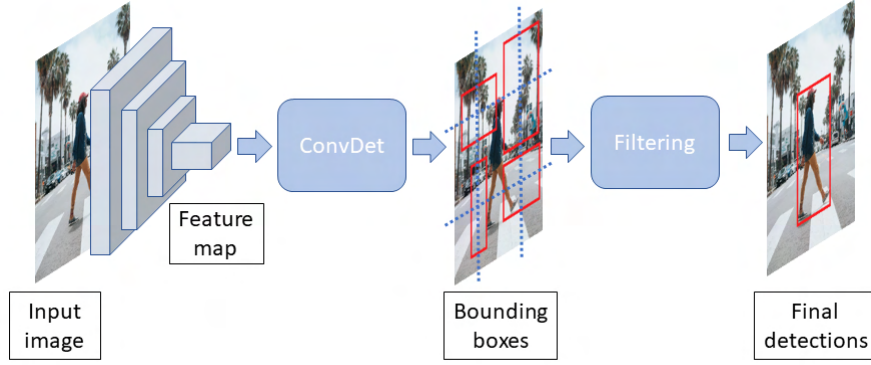 Feature
map
ConvDet
Filtering
Input
image
Bounding
boxes
Final
detections